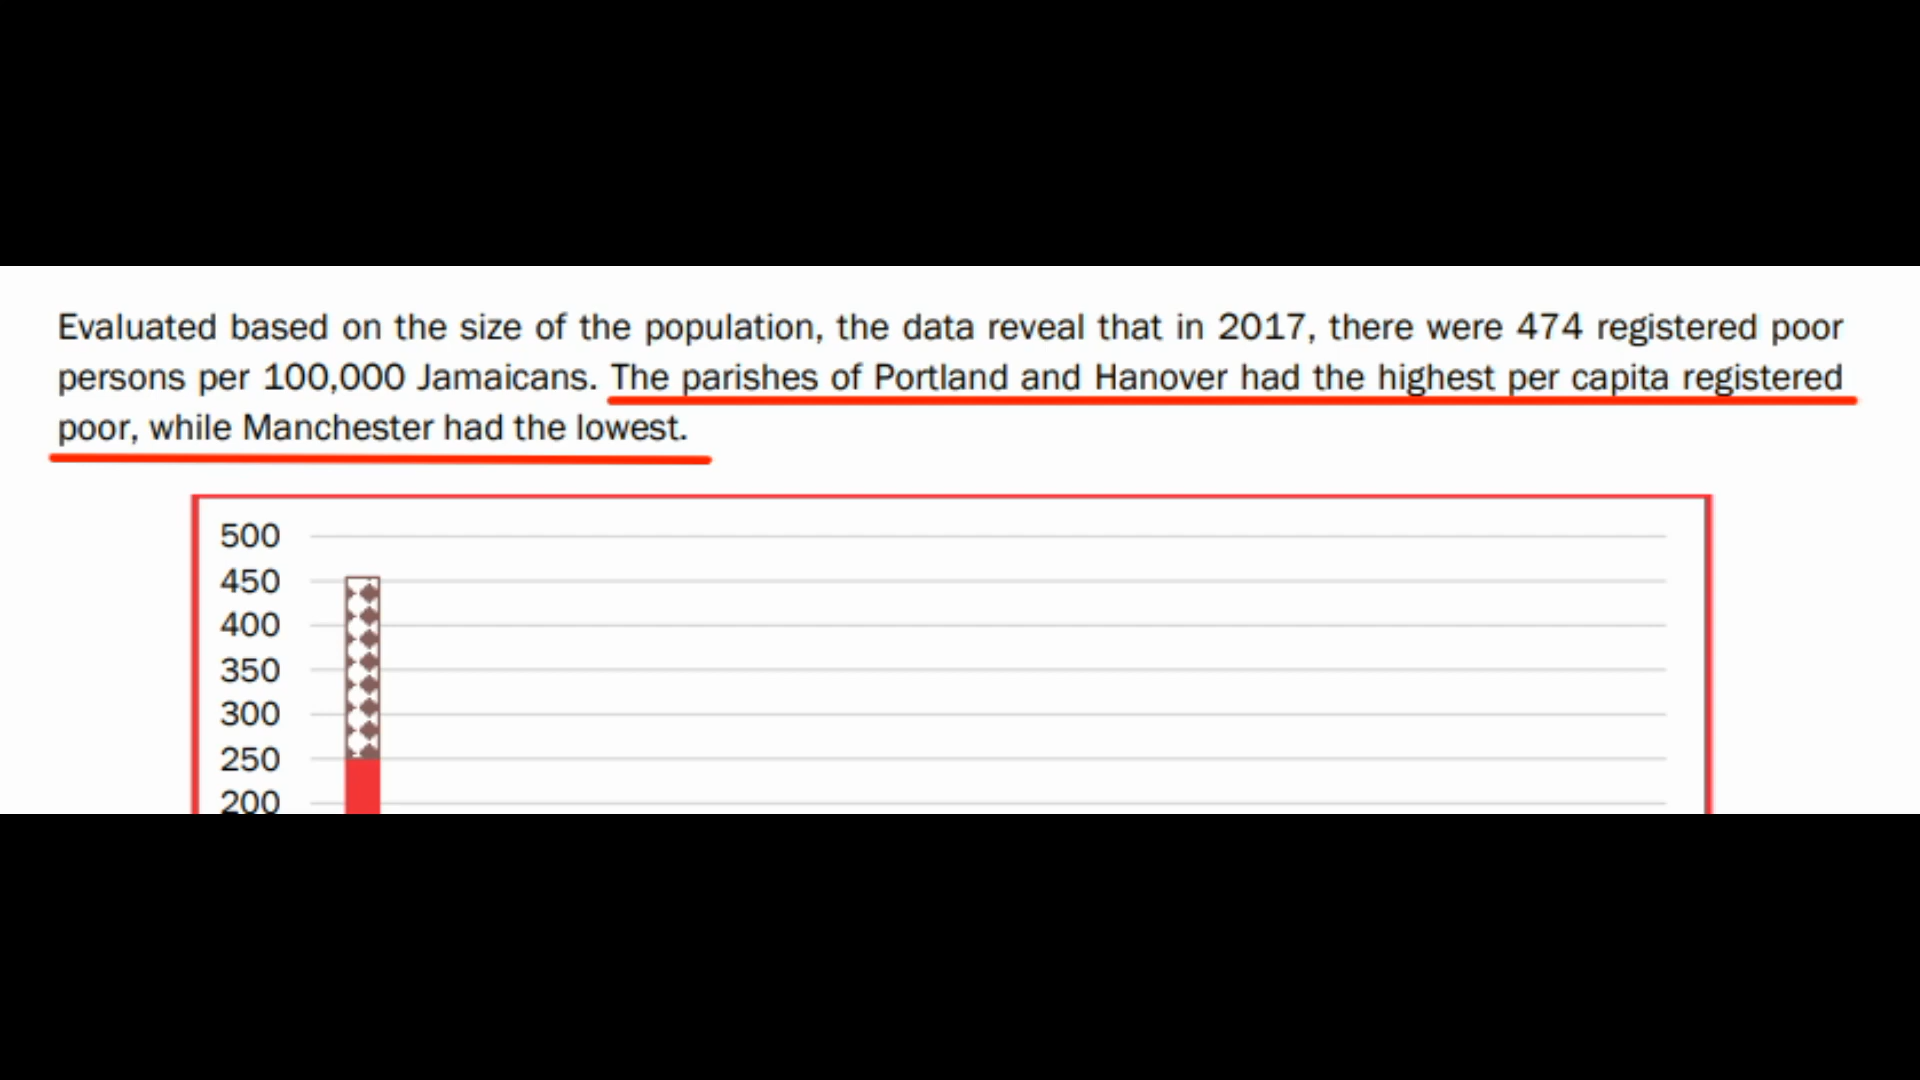 Evaluated based on the size of the population, the data reveal that in 2017, there were 474 registered poor
persons per 100,000 Jamaicans. The parishes of Portland and Hanover had the highest per capita registered
poor, while Manchester had the lowest.
500
450
400
350
300
250
200